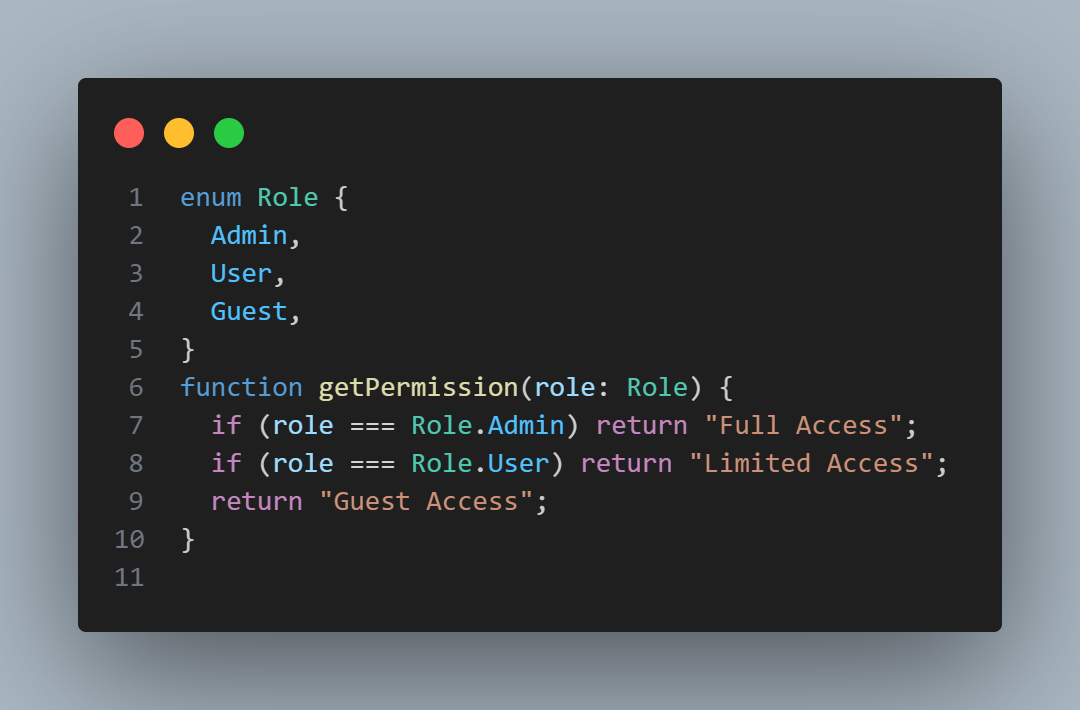 1 enum Role {
2   Admin,
3   User,
4   Guest,
5 }
6 function getPermission(role: Role) {
7   if (role === Role.Admin) return "Full Access";
8   if (role === Role.User) return "Limited Access";
9   return "Guest Access";
10 }
11